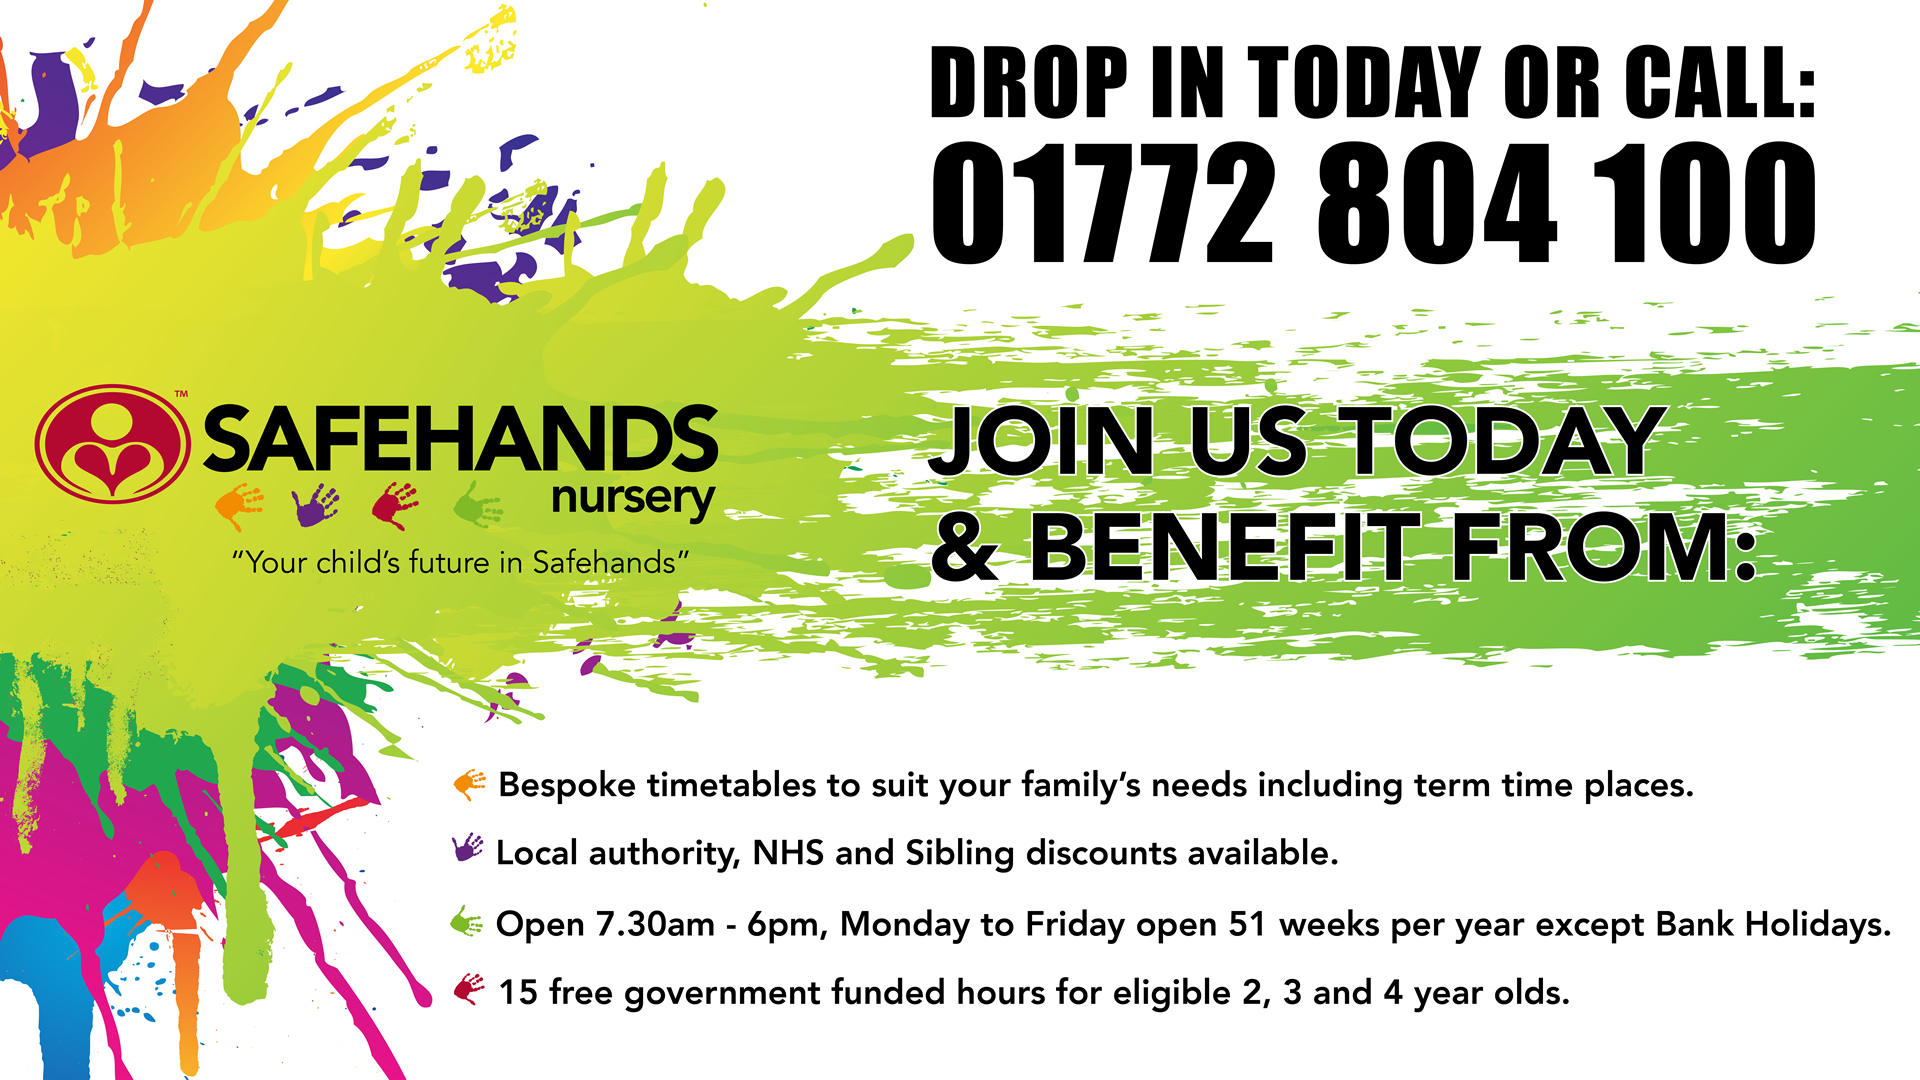 DROP IN TODAY OR CALL:
01772 804 100
SAFEHANDS™
nursery
“Your child’s future in Safehands”
JOIN US TODAY
& BENEFIT FROM:
Bespoke timetables to suit your family’s needs including term time places.
Local authority, NHS and Sibling discounts available.
Open 7.30am - 6pm, Monday to Friday open 51 weeks per year except Bank Holidays.
15 free government funded hours for eligible 2, 3 and 4 year olds.